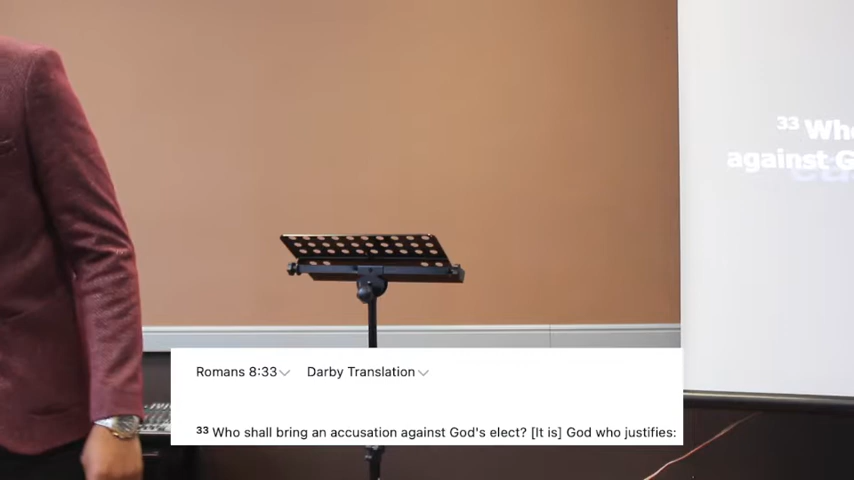 33 Who
against G
Romans 8:33 Darby Translation
33 Who shall bring an accusation against God's elect? [It is] God who justifies: